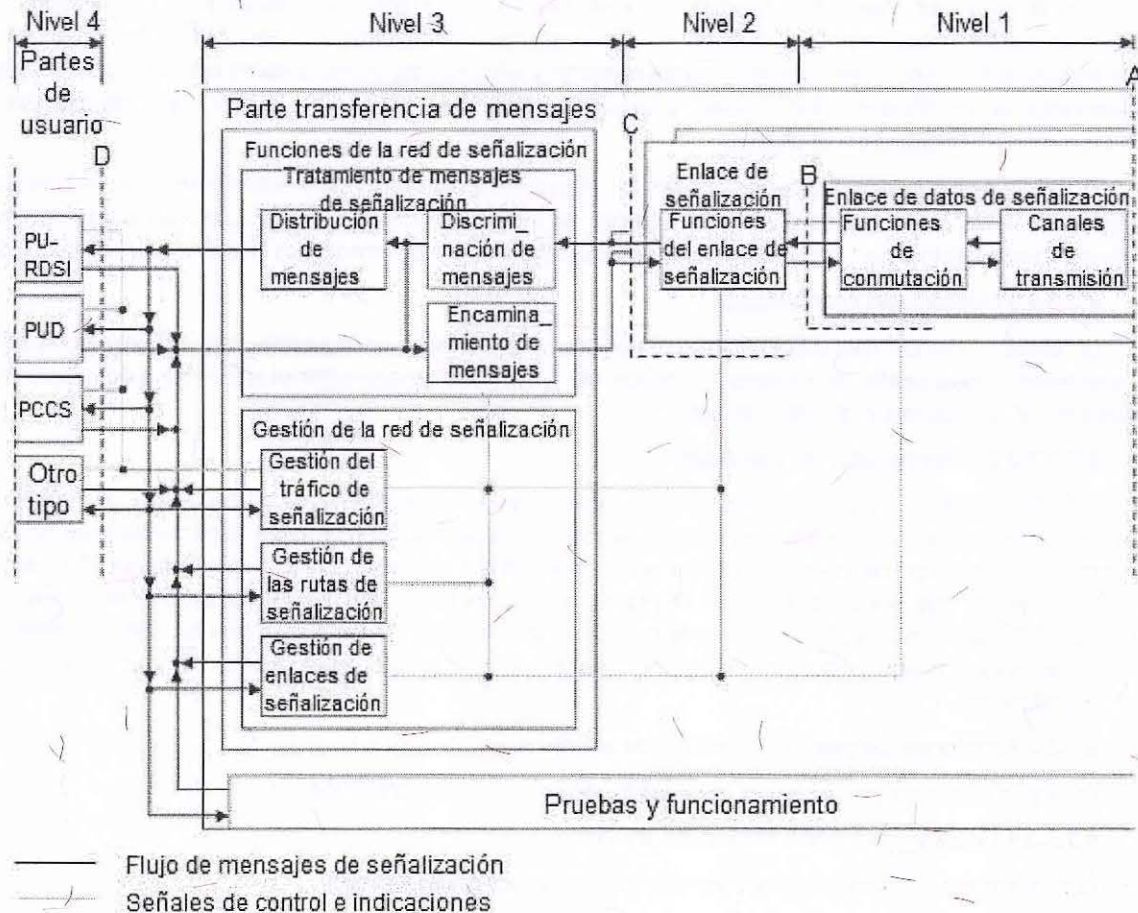 Nivel 4
Nivel 3
Nivel 2
Nivel 1
Partes
de
usuario
D
A
Parte transferencia de mensajes
C
Funciones de la red de señalización
Tratamiento de mensajes
de señalización
Distribución
de
mensajes
Discrimi_
nación de
mensajes
Encamina_
miento de
mensajes
Enlace de
señalización
Funciones
del enlace de
señalización
B
Enlace de datos de señalización
Funciones
de
conmutación
Canales
de
transmisión
PU-
RDSI
PUD
PCCS
Otro
tipo
Gestión de la red de señalización
Gestión del
tráfico de
señalización
Gestión de
las rutas de
señalización
Gestión de
enlaces de
señalización
Pruebas y funcionamiento
Flujo de mensajes de señalización
Señales de control e indicaciones